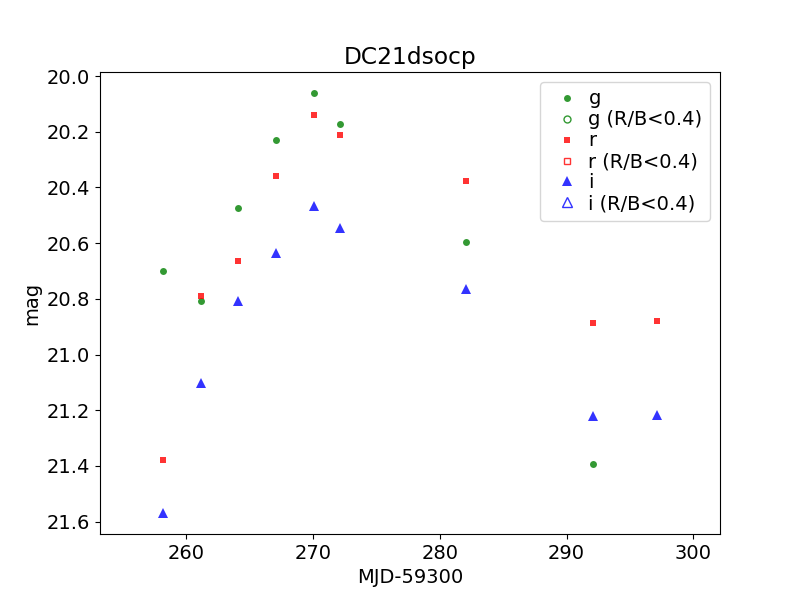 DC21dsocp
g
g (R/B<0.4)
r
r (R/B<0.4)
i
i (R/B<0.4)
mag
20.0
20.2
20.4
20.6
20.8
21.0
21.2
21.4
21.6
260
270
280
290
300
MJD-59300